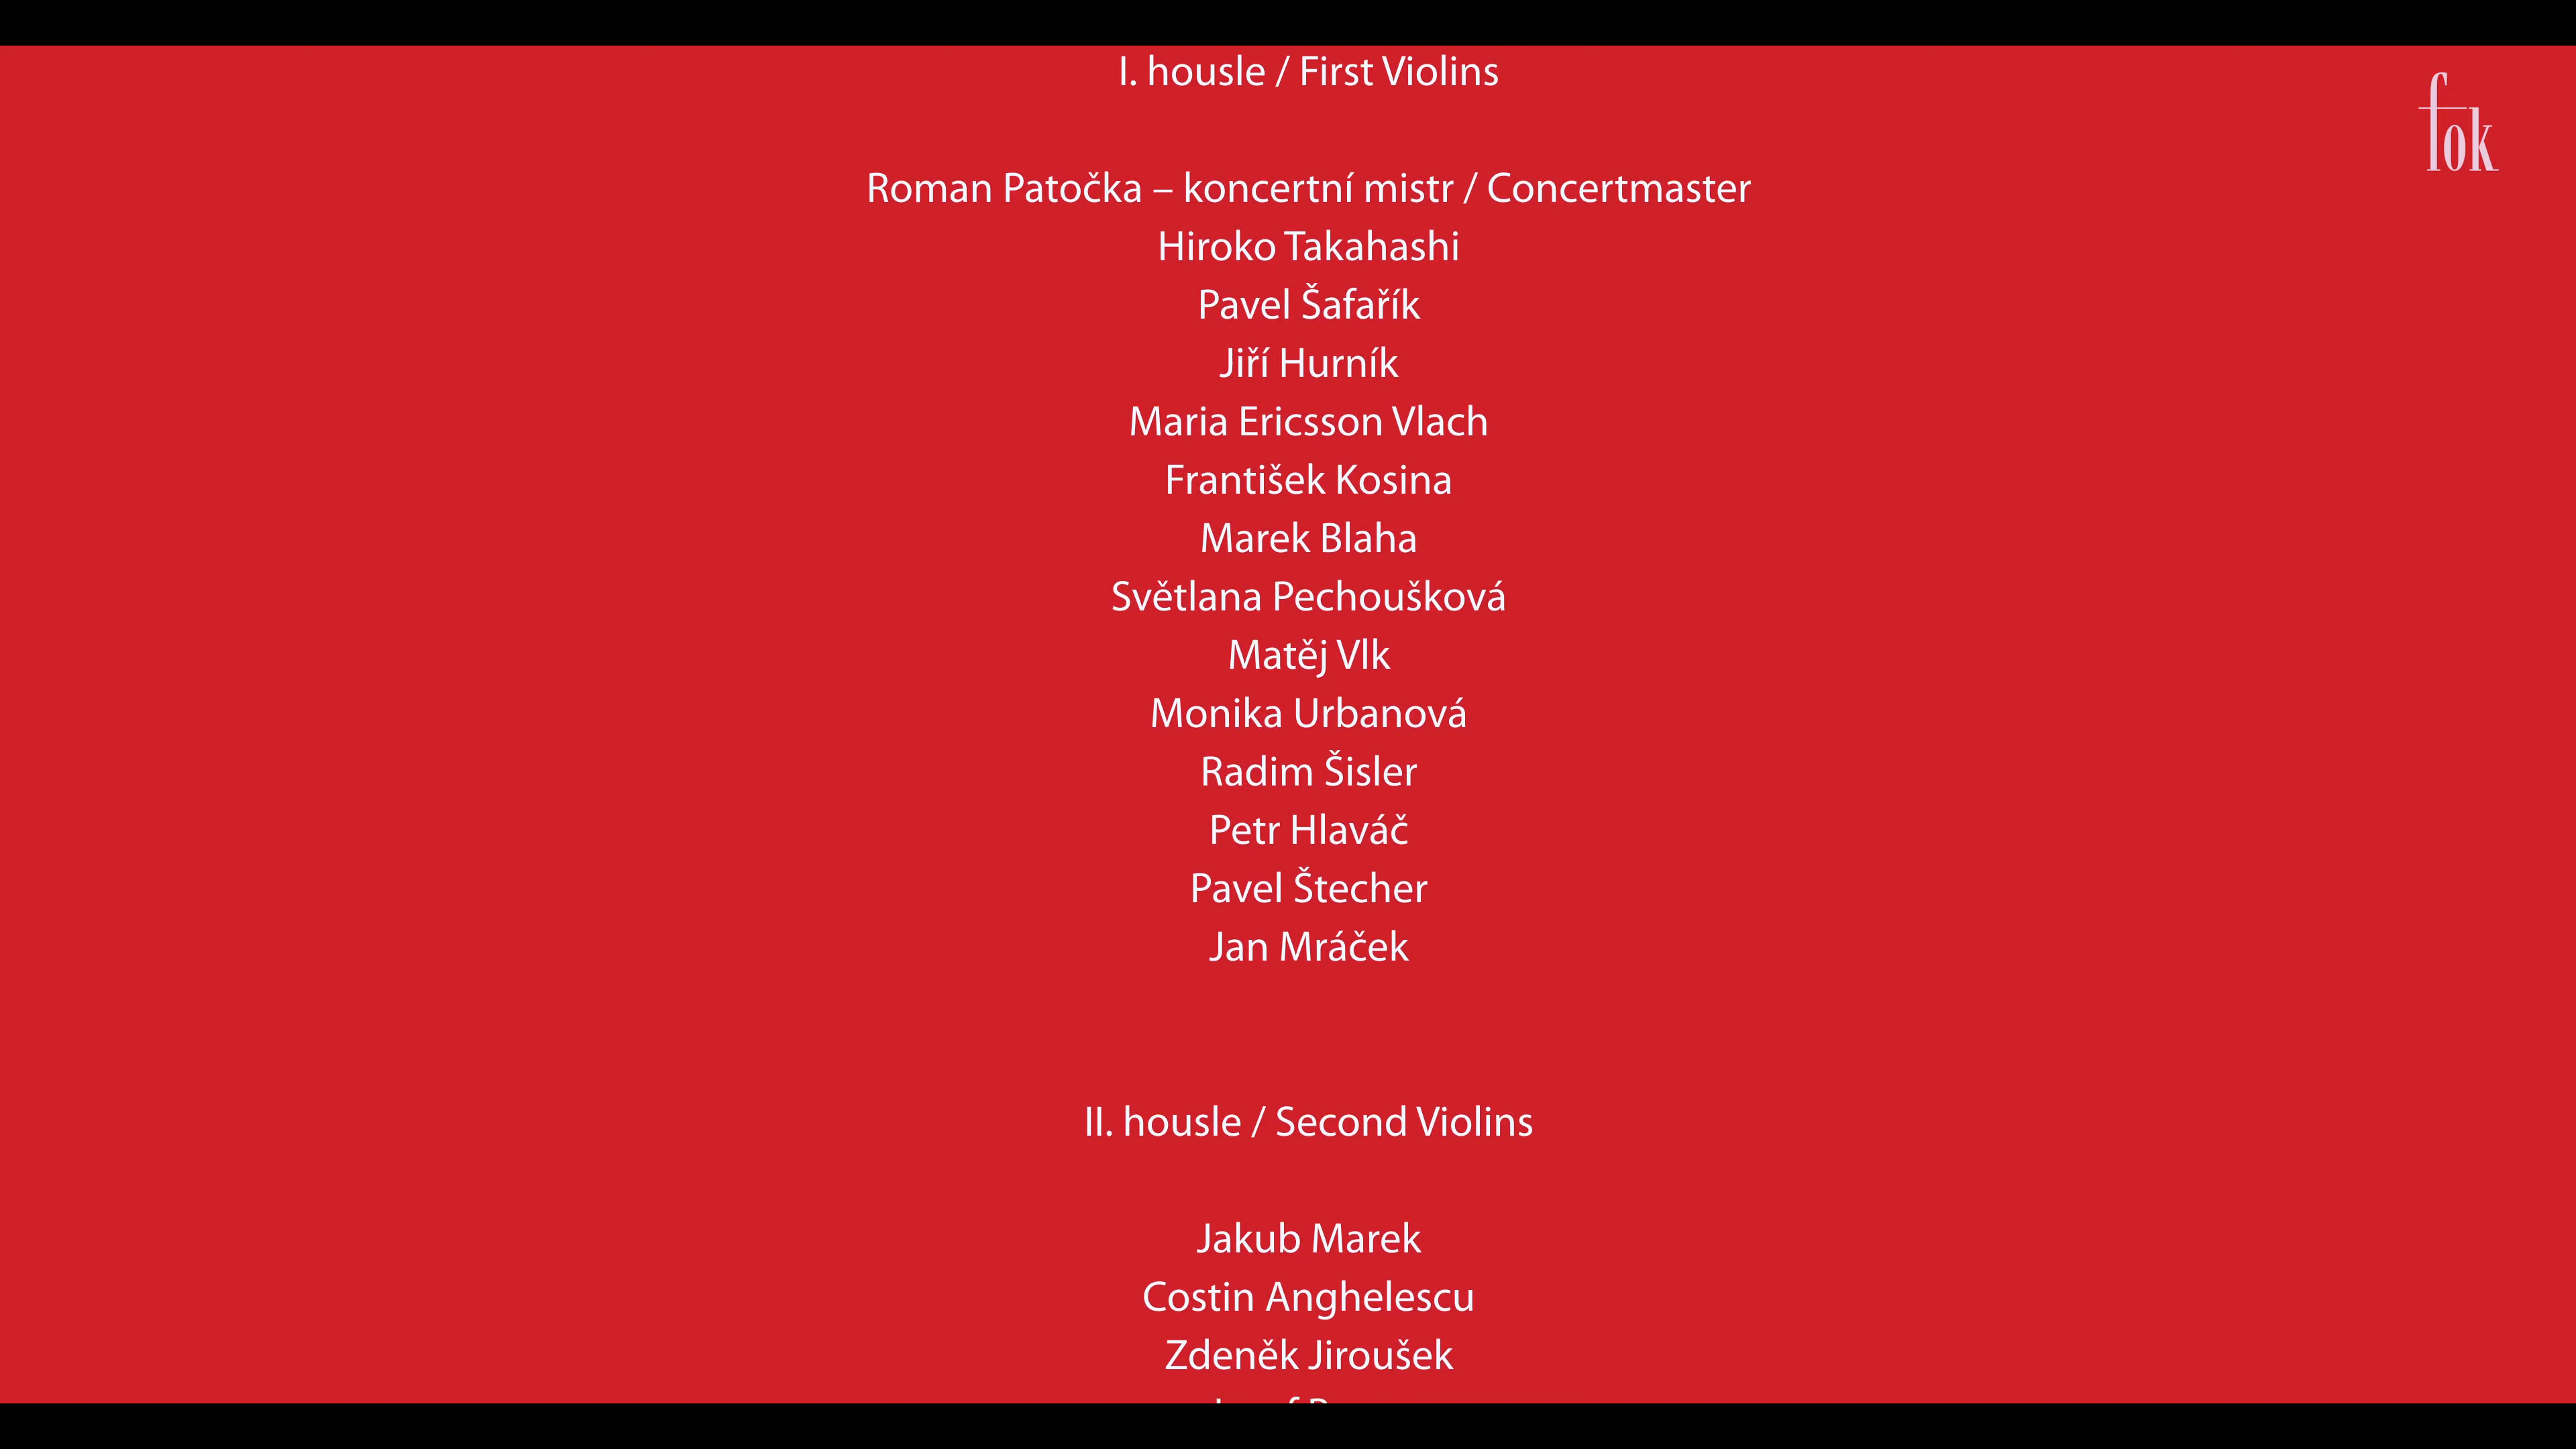 I. housle / First Violins
fok
Roman Patočka – koncertní mistr / Concertmaster
Hiroko Takahashi
Pavel Šafařík
Jiří Hurník
Maria Ericsson Vlach
František Kosina
Marek Blaha
Světlana Pechoušková
Matěj Vlk
Monika Urbanová
Radim Šisler
Petr Hlaváč
Pavel Štecher
Jan Mráček
II. housle / Second Violins
Jakub Marek
Costin Anghelescu
Zdeněk Jiroušek